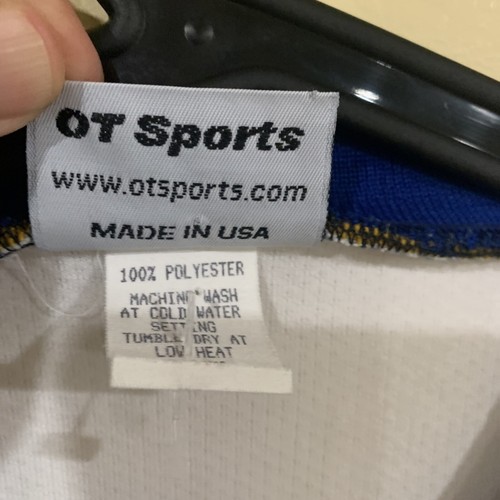 OT Sports
www.otsports.com
MADE IN USA
100% POLYESTER
MACHINE WASH
AT COLD WATER
SETTING
TUMBLE DRY AT
LOW HEAT